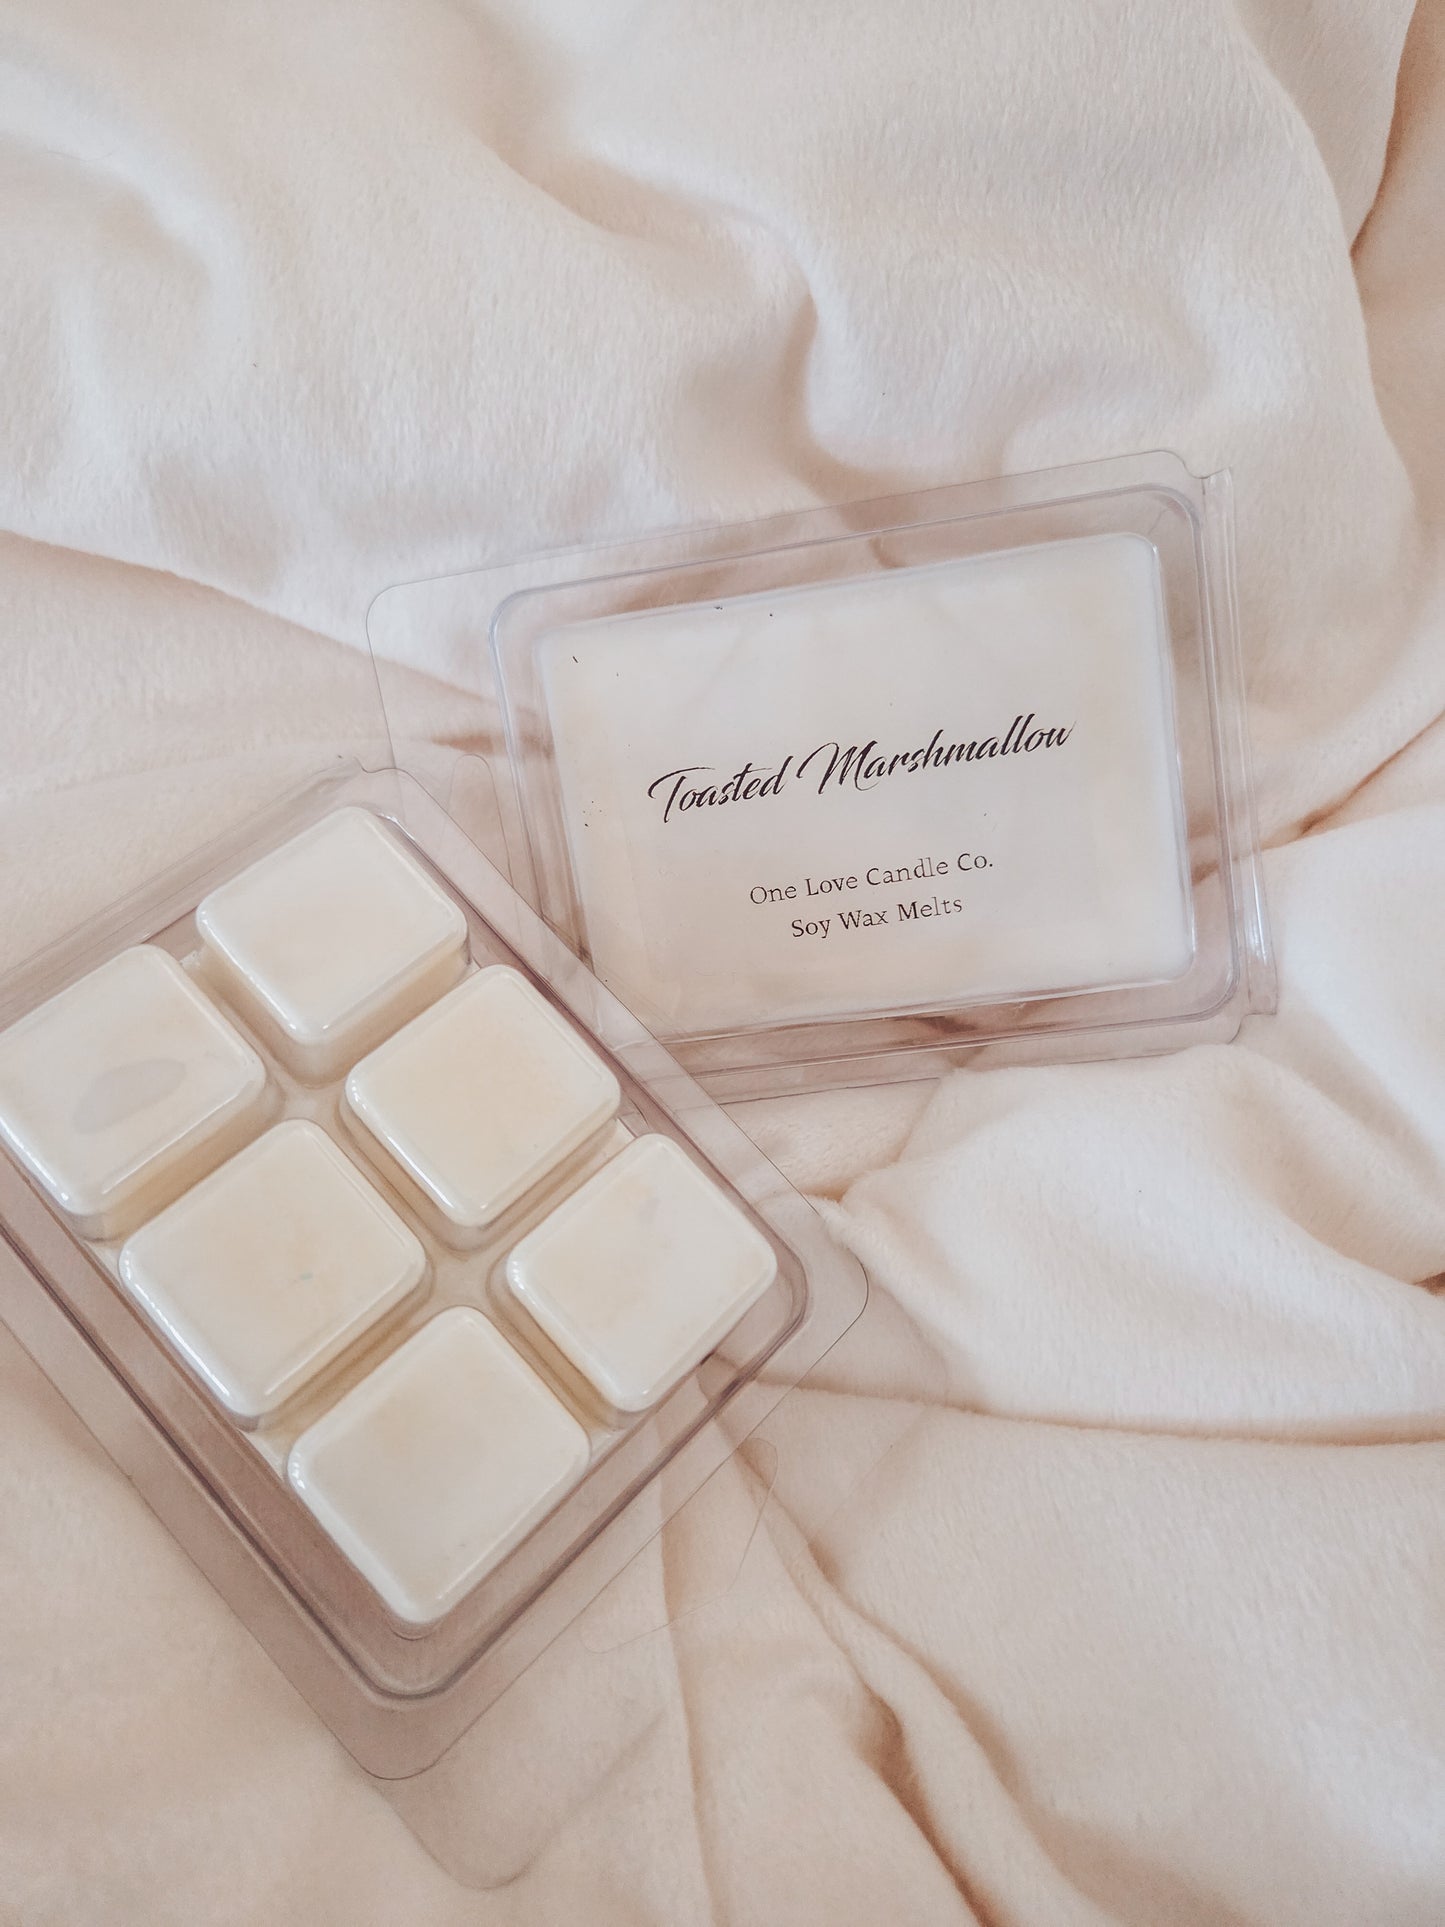 Toasted Marshmallow
One Love Candle Co.
Soy Wax Melts